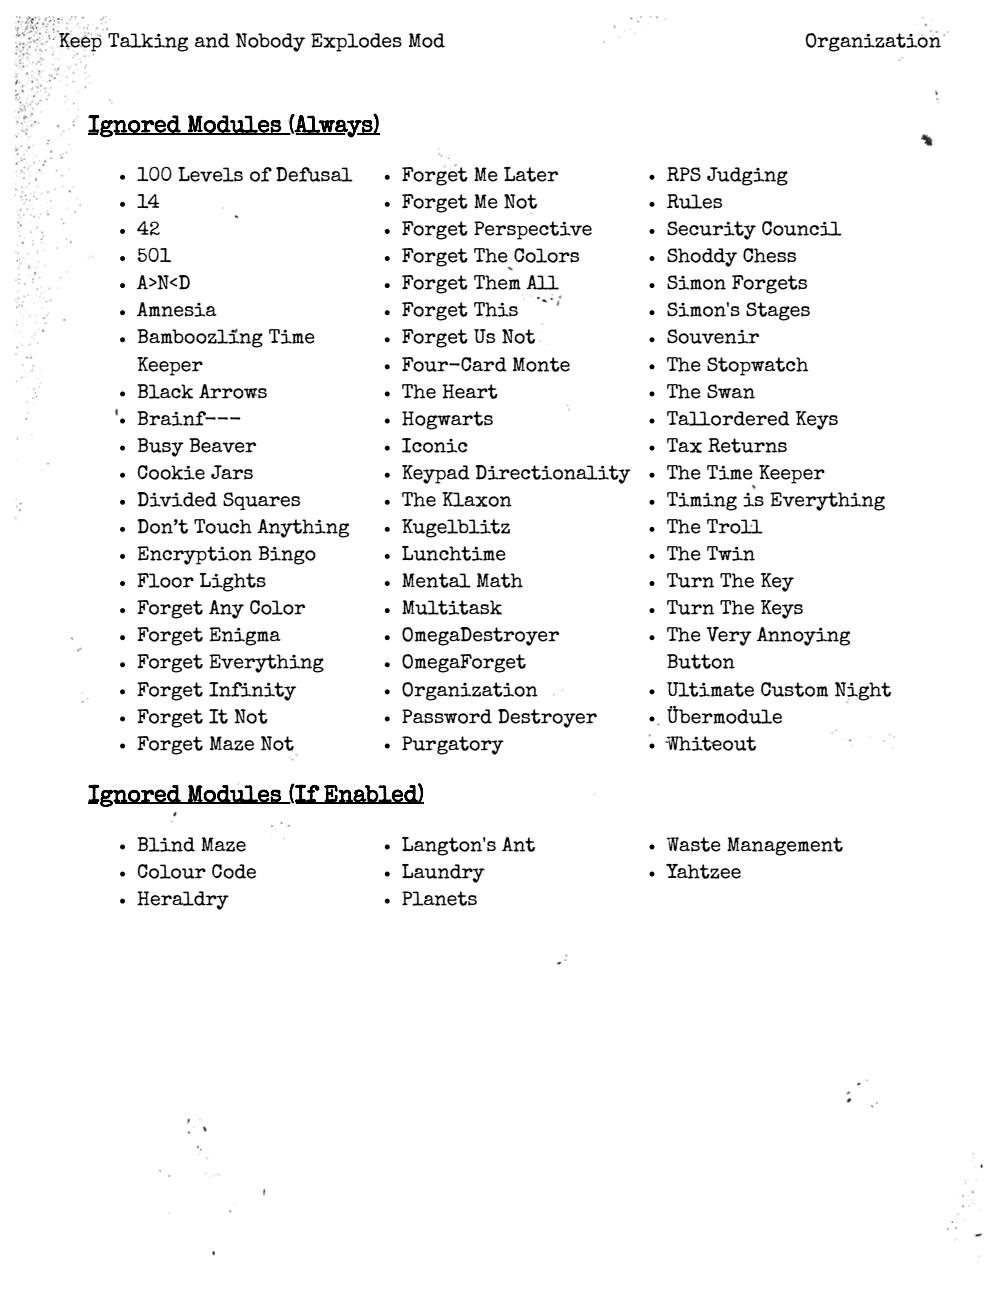 Keep Talking and Nobody Explodes Mod
Organization
Ignored Modules (Always)
• 100 Levels of Defusal
• 14
• 42
• 501
• A>N<D
• Amnesia
• Bamboozling Time
Keeper
• Black Arrows
• Brainf---
• Busy Beaver
• Cookie Jars
• Divided Squares
• Don't Touch Anything
• Encryption Bingo
• Floor Lights
• Forget Any Color
• Forget Enigma
• Forget Everything
• Forget Infinity
• Forget It Not
• Forget Maze Not
• Forget Me Later
• Forget Me Not
• Forget Perspective
• Forget The Colors
• Forget Them All
• Forget This
• Forget Us Not
• Four-Card Monte
• The Heart
• Hogwarts
• Iconic
• Keypad Directionality
• The Klaxon
• Kugelblitz
• Lunchtime
• Mental Math
• Multitask
• OmegaDestroyer
• OmegaForget
• Organization
• Password Destroyer
• Purgatory
• RPS Judging
• Rules
• Security Council
• Shoddy Chess
• Simon Forgets
• Simon's Stages
• Souvenir
• The Stopwatch
• The Swan
• Tallordered Keys
• Tax Returns
• The Time Keeper
• Timing is Everything
• The Troll
• The Twin
• Turn The Key
• Turn The Keys
• The Very Annoying
Button
• Ultimate Custom Night
• Übermodule
• Whiteout
Ignored Modules (If Enabled)
• Blind Maze
• Colour Code
• Heraldry
• Langton's Ant
• Laundry
• Planets
• Waste Management
• Yahtzee